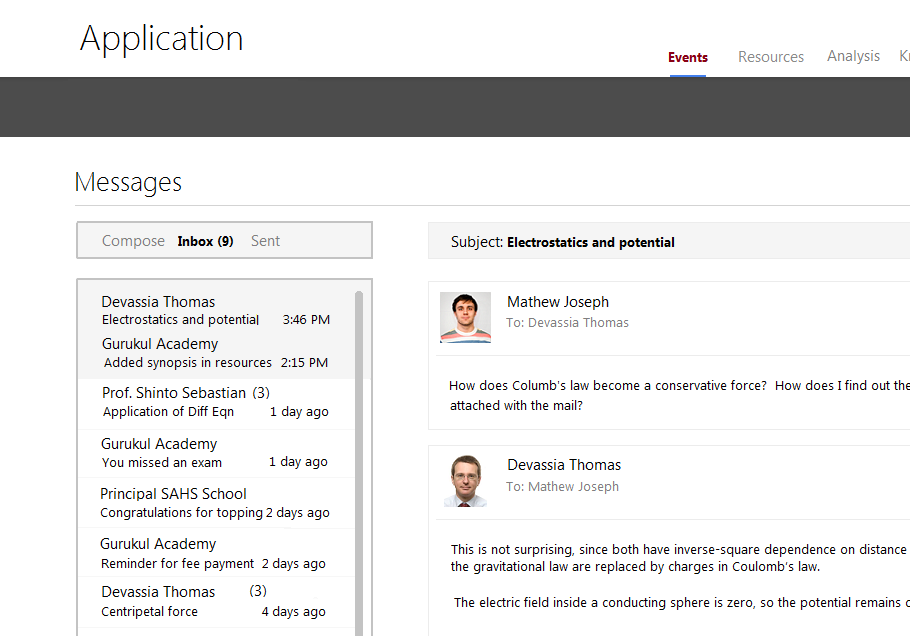 Application
Events Resources Analysis
Messages
Compose Inbox (9) Sent
Devassia Thomas
Electrostatics and potential 3:46 PM
Gurukul Academy
Added synopsis in resources 2:15 PM
Prof. Shinto Sebastian (3)
Application of Diff Eqn 1 day ago
Gurukul Academy
You missed an exam 1 day ago
Principal SAHS School
Congratulations for topping 2 days ago
Gurukul Academy
Reminder for fee payment 2 days ago
Devassia Thomas (3)
Centripetal force 4 days ago
Subject: Electrostatics and potential
Mathew Joseph
To: Devassia Thomas
How does Columb's law become a conservative force? How does I find out the
attached with the mail?
Devassia Thomas
To: Mathew Joseph
This is not surprising, since both have inverse-square dependence on distance
the gravitational law are replaced by charges in Coulomb's law.
The electric field inside a conducting sphere is zero, so the potential remains